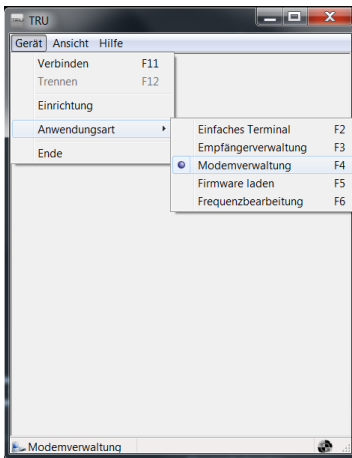 TRU
Gerät Ansicht Hilfe
Verbinden F11
Trennen F12
Einrichtung
Anwendungsart
Ende
Einfaches Terminal F2
Empfängerverwaltung F3
Modemverwaltung F4
Firmware laden F5
Frequenzbearbeitung F6
Modemverwaltung